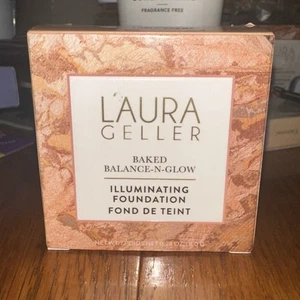 FRAGRANCE FREE
LAURA
GELLER
BAKED
BALANCE-N-GLOW
ILLUMINATING
FOUNDATION
FOND DE TEINT